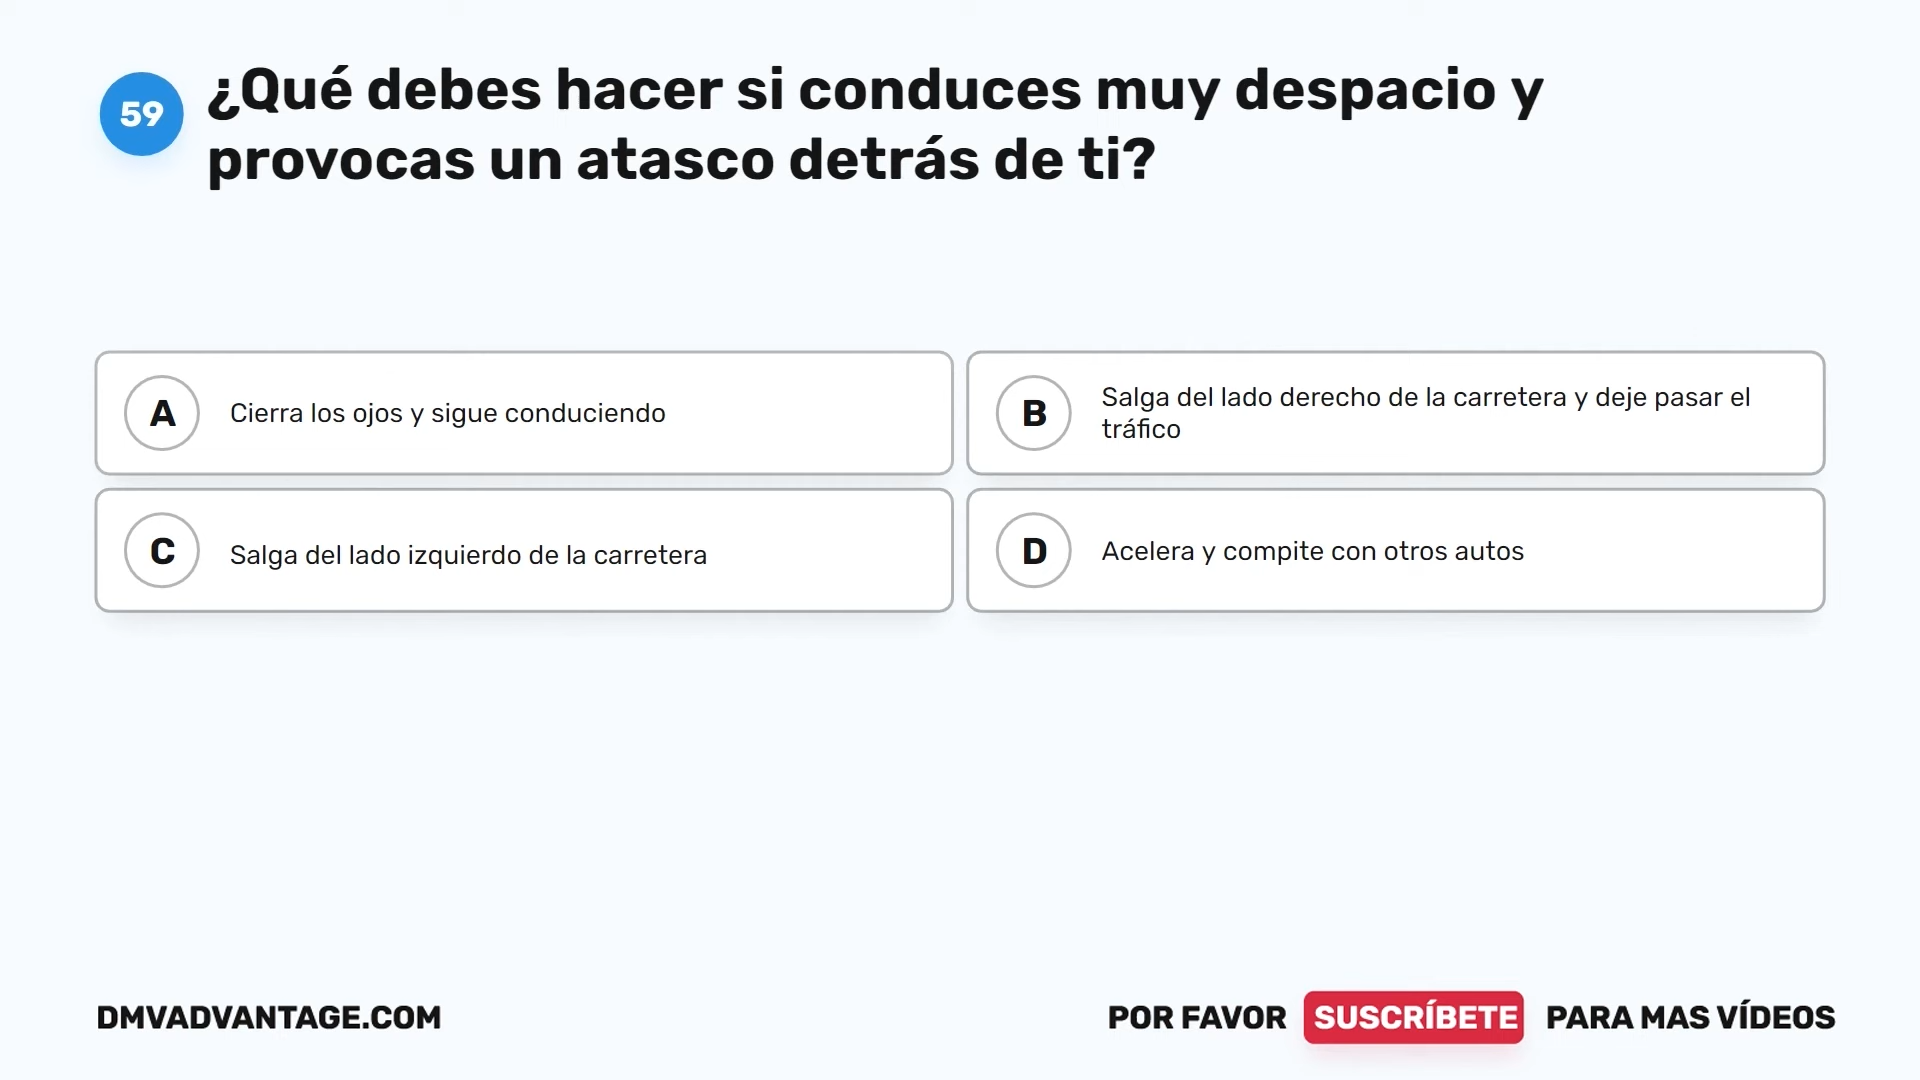 59
¿Qué debes hacer si conduces muy despacio y
provocas un atasco detrás de ti?
A
Cierra los ojos y sigue conduciendo
B
Salga del lado derecho de la carretera y deje pasar el
tráfico
C
Salga del lado izquierdo de la carretera
D
Acelera y compite con otros autos
DMVADVANTAGE.COM
POR FAVOR SUSCRÍBETE PARA MAS VÍDEOS